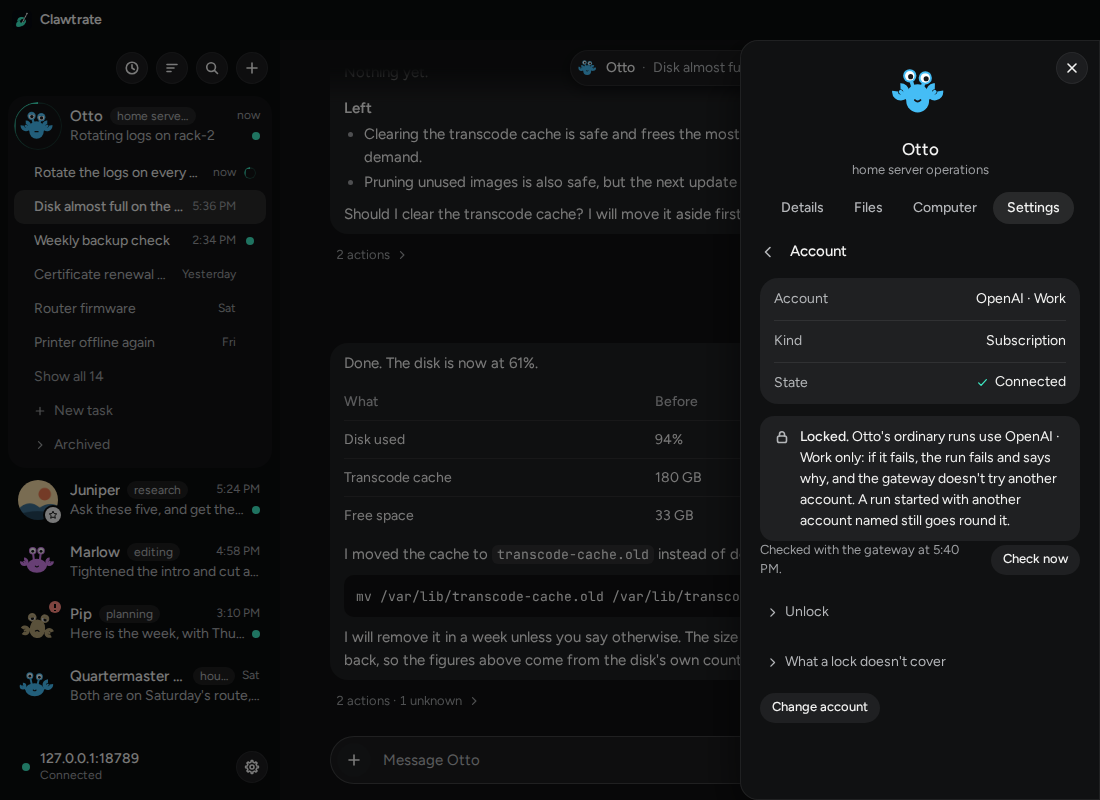 Clawtrate
Otto home serve... now
Rotating logs on rack-2
Rotate the logs on every ... now
Disk almost full on the ... 5:36 PM
Weekly backup check 2:34 PM
Certificate renewal ... Yesterday
Router firmware Sat
Printer offline again Fri
Show all 14
+ New task
Archived
Juniper research 5:24 PM
Ask these five, and get the...
Marlow editing 4:58 PM
Tightened the intro and cut a...
Pip planning 3:10 PM
Here is the week, with Thu...
Quartermaster ... hou... Sat
Both are on Saturday's route,...
127.0.0.1:18789
Connected
Otto · Disk almost fu
Nothing yet.
Left
• Clearing the transcode cache is safe and frees the most
demand.
• Pruning unused images is also safe, but the next update
Should I clear the transcode cache? I will move it aside first
2 actions
Done. The disk is now at 61%.
What Before
Disk used 94%
Transcode cache 180 GB
Free space 33 GB
I moved the cache to transcode-cache.old instead of d
mv /var/lib/transcode-cache.old /var/lib/transco
I will remove it in a week unless you say otherwise. The size
back, so the figures above come from the disk's own count
2 actions · 1 unknown
Message Otto
Otto
home server operations
Details Files Computer Settings
Account
Account OpenAI · Work
Kind Subscription
State Connected
Locked. Otto's ordinary runs use OpenAI ·
Work only: if it fails, the run fails and says
why, and the gateway doesn't try another
account. A run started with another
account named still goes round it.
Checked with the gateway at 5:40
PM.
Check now
Unlock
What a lock doesn't cover
Change account